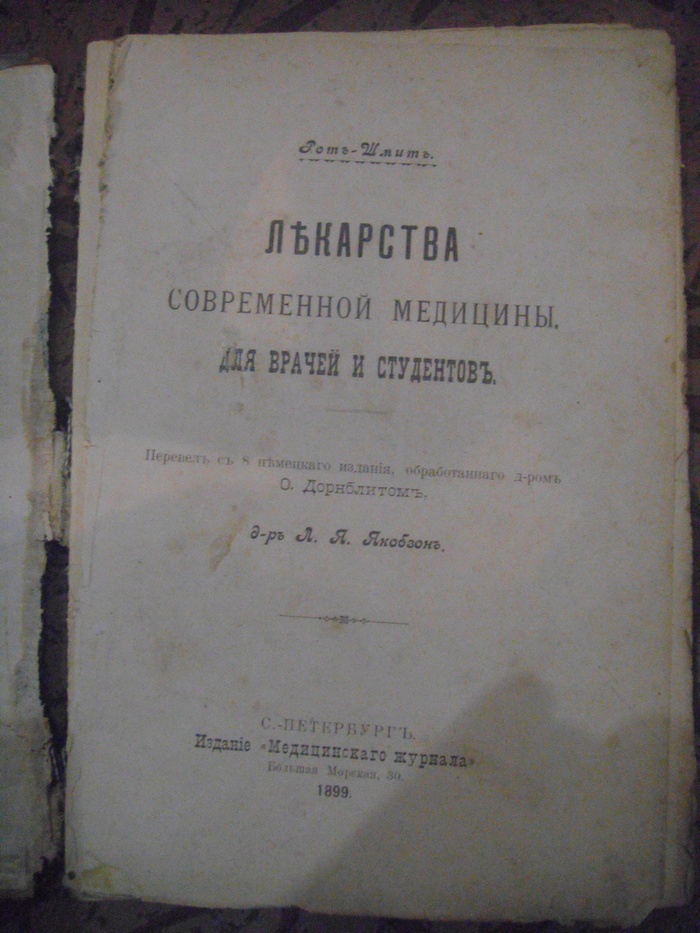 Ротъ-Шмитъ.
ЛѢКАРСТВА
СОВРЕМЕННОЙ МЕДИЦИНЫ.
ДЛЯ ВРАЧЕЙ И СТУДЕНТОВЪ.
Перевелъ съ 8 нѣмецкаго изданія, обработаннаго д-ромъ
О. Дорнблитомъ,
д-ръ Л. Я. Якобзонъ.
С.-ПЕТЕРБУРГЪ.
Изданіе «Медицинскаго журнала»
Большая Морская, 30.
1899.